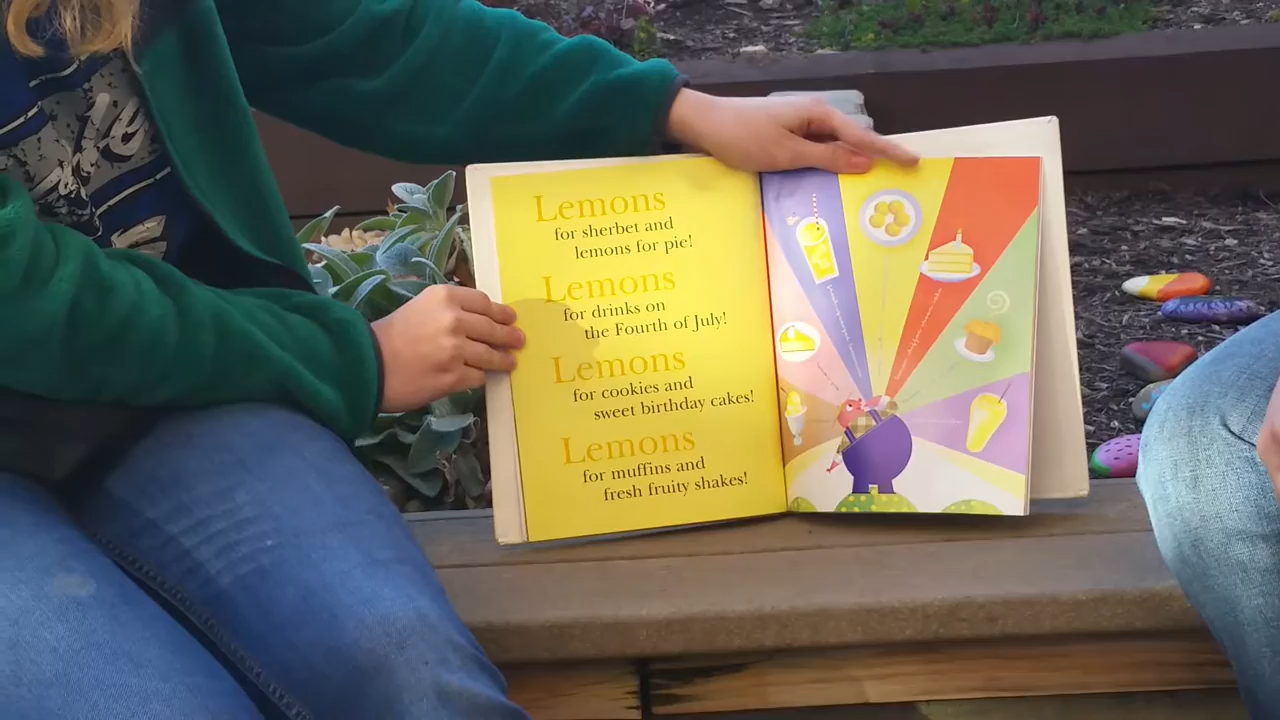 Lemons
for sherbet and
lemons for pie!
Lemons
for drinks on
the Fourth of July!
Lemons
for cookies and
sweet birthday cakes!
Lemons
for muffins and
fresh fruity shakes!